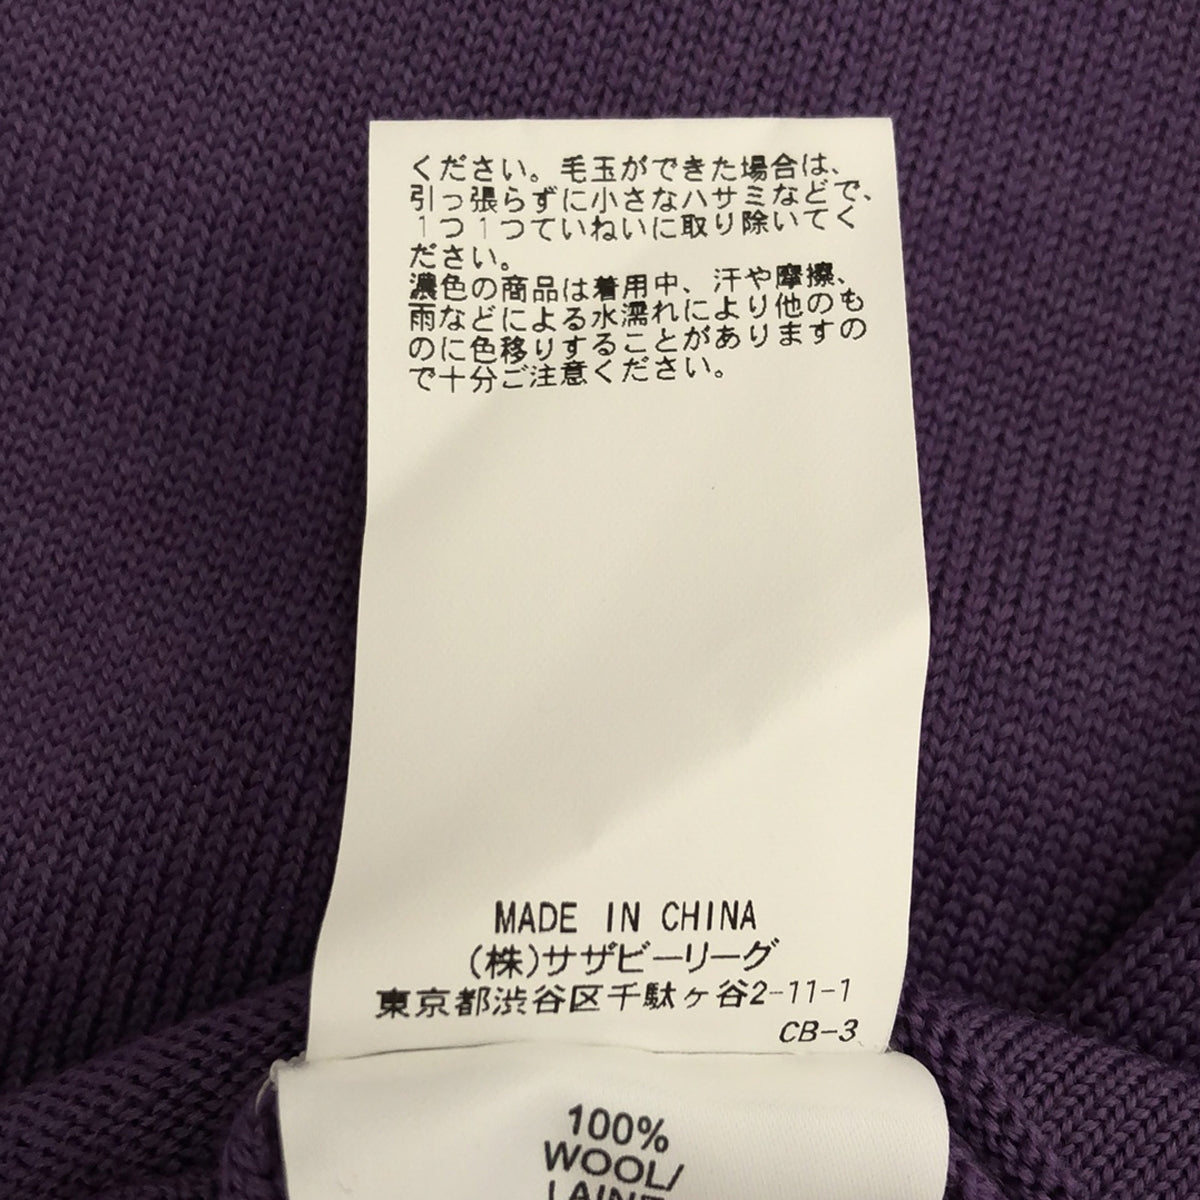 ください。毛玉ができた場合は、
引っ張らずに小さなハサミなどで、
1つ1つていねいに取り除いてく
ださい。
濃色の商品は着用中、汗や摩擦、
雨などによる水濡れにより他のも
のに色移りすることがありますの
で十分ご注意ください。
MADE IN CHINA
(株)サザビーリーグ
東京都渋谷区千駄ヶ谷2-11-1
CB-3
100%
WOOL/
LAINE